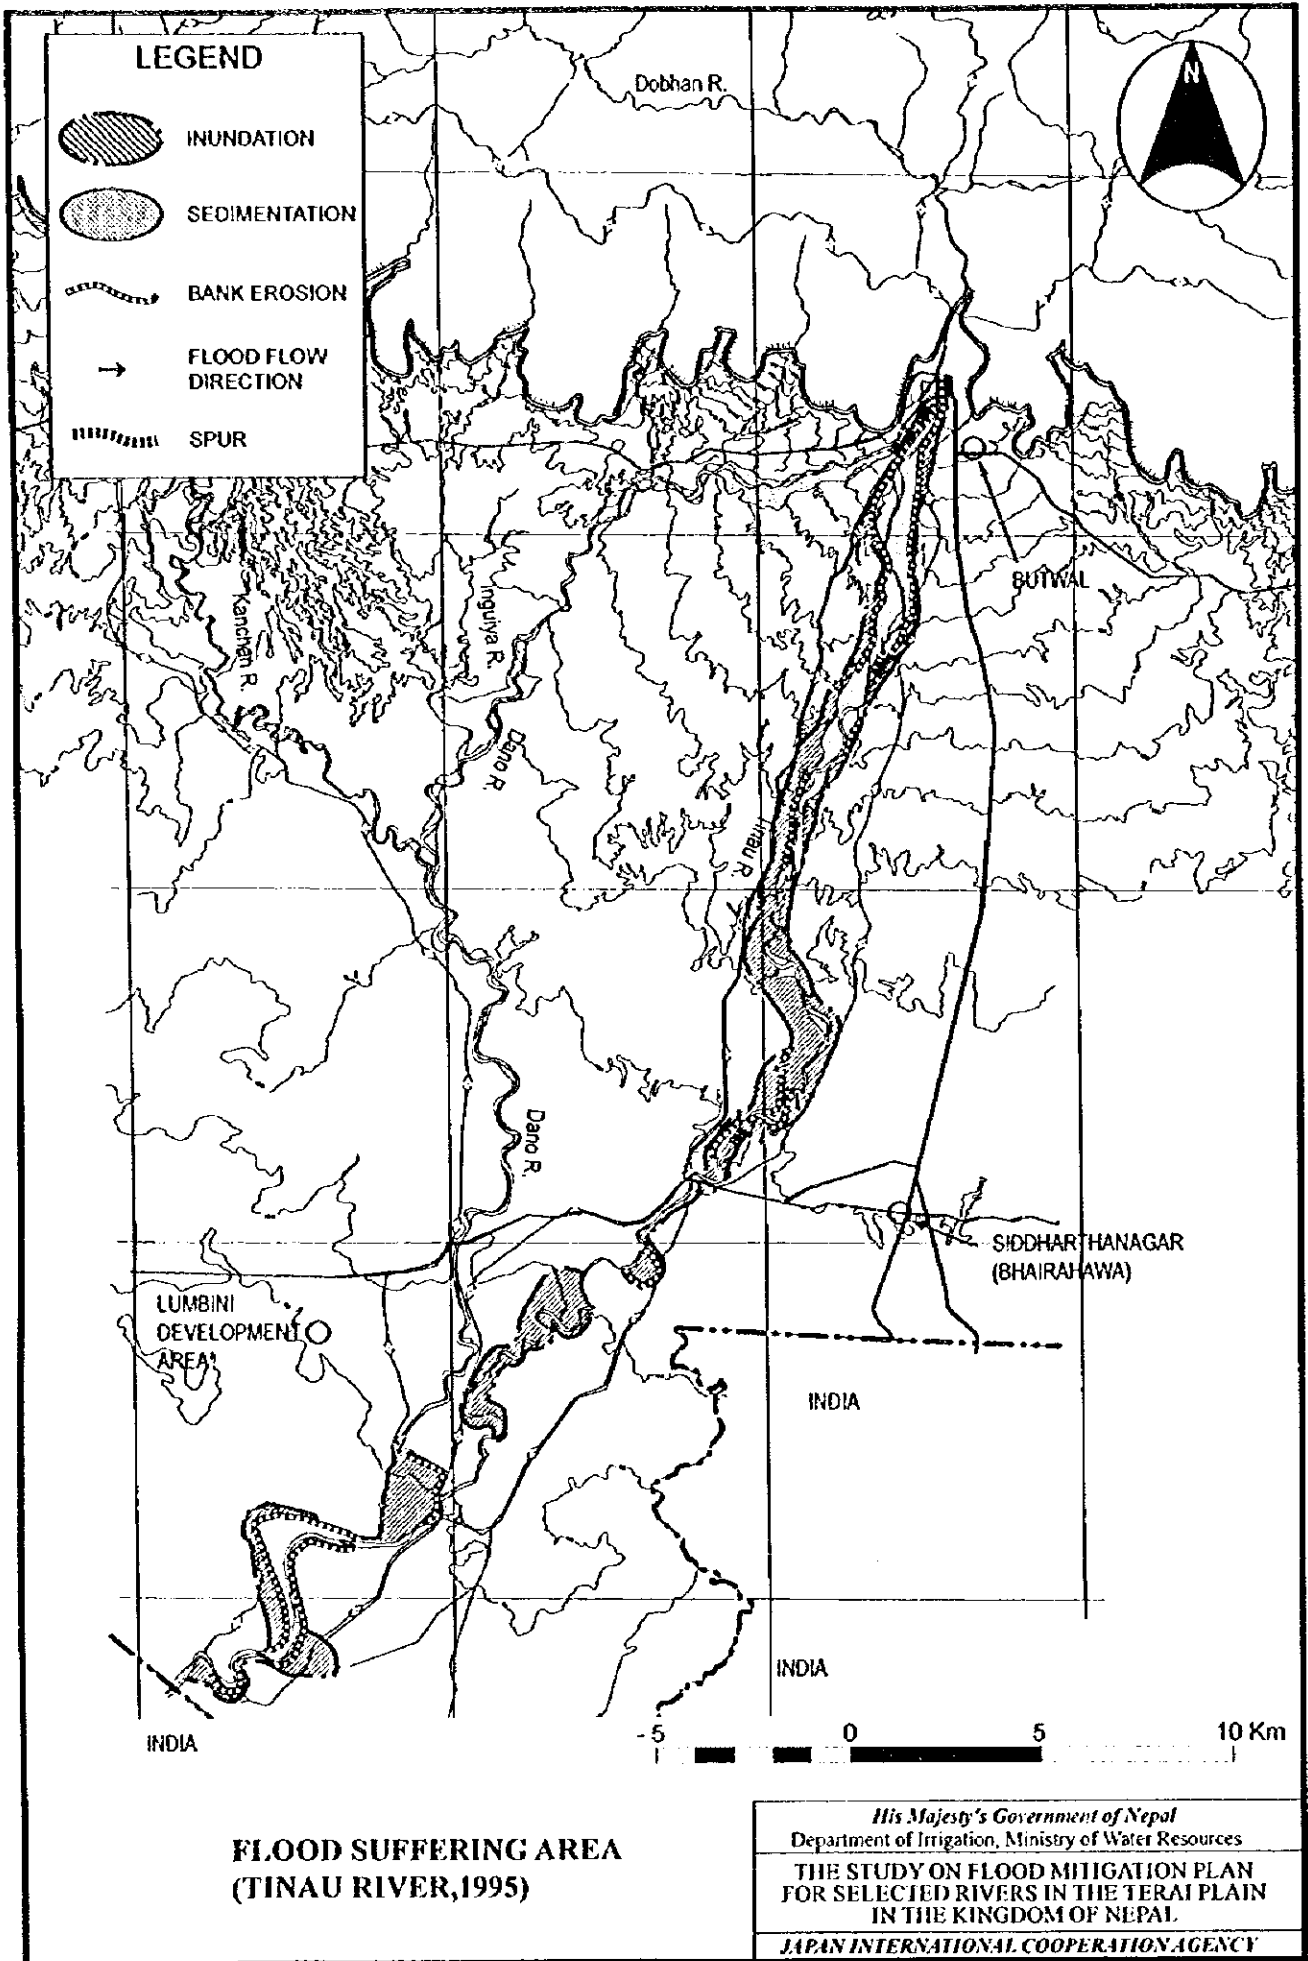 LEGEND
INUNDATION
SEDIMENTATION
BANK EROSION
FLOOD FLOW
DIRECTION
SPUR
Dobhan R.
N
BUTWAL
Kanchan R.
Inguiya R.
Dano R.
Tinau R.
Dano R.
SIDDHARTHANAGAR
(BHAIRAHAWA)
LUMBINI
DEVELOPMENT
AREA
INDIA
INDIA
INDIA
- 5 0 5 10 Km
FLOOD SUFFERING AREA
(TINAU RIVER,1995)
His Majesty's Government of Nepal
Department of Irrigation, Ministry of Water Resources
THE STUDY ON FLOOD MITIGATION PLAN
FOR SELECTED RIVERS IN THE TERAI PLAIN
IN THE KINGDOM OF NEPAL
JAPAN INTERNATIONAL COOPERATION AGENCY